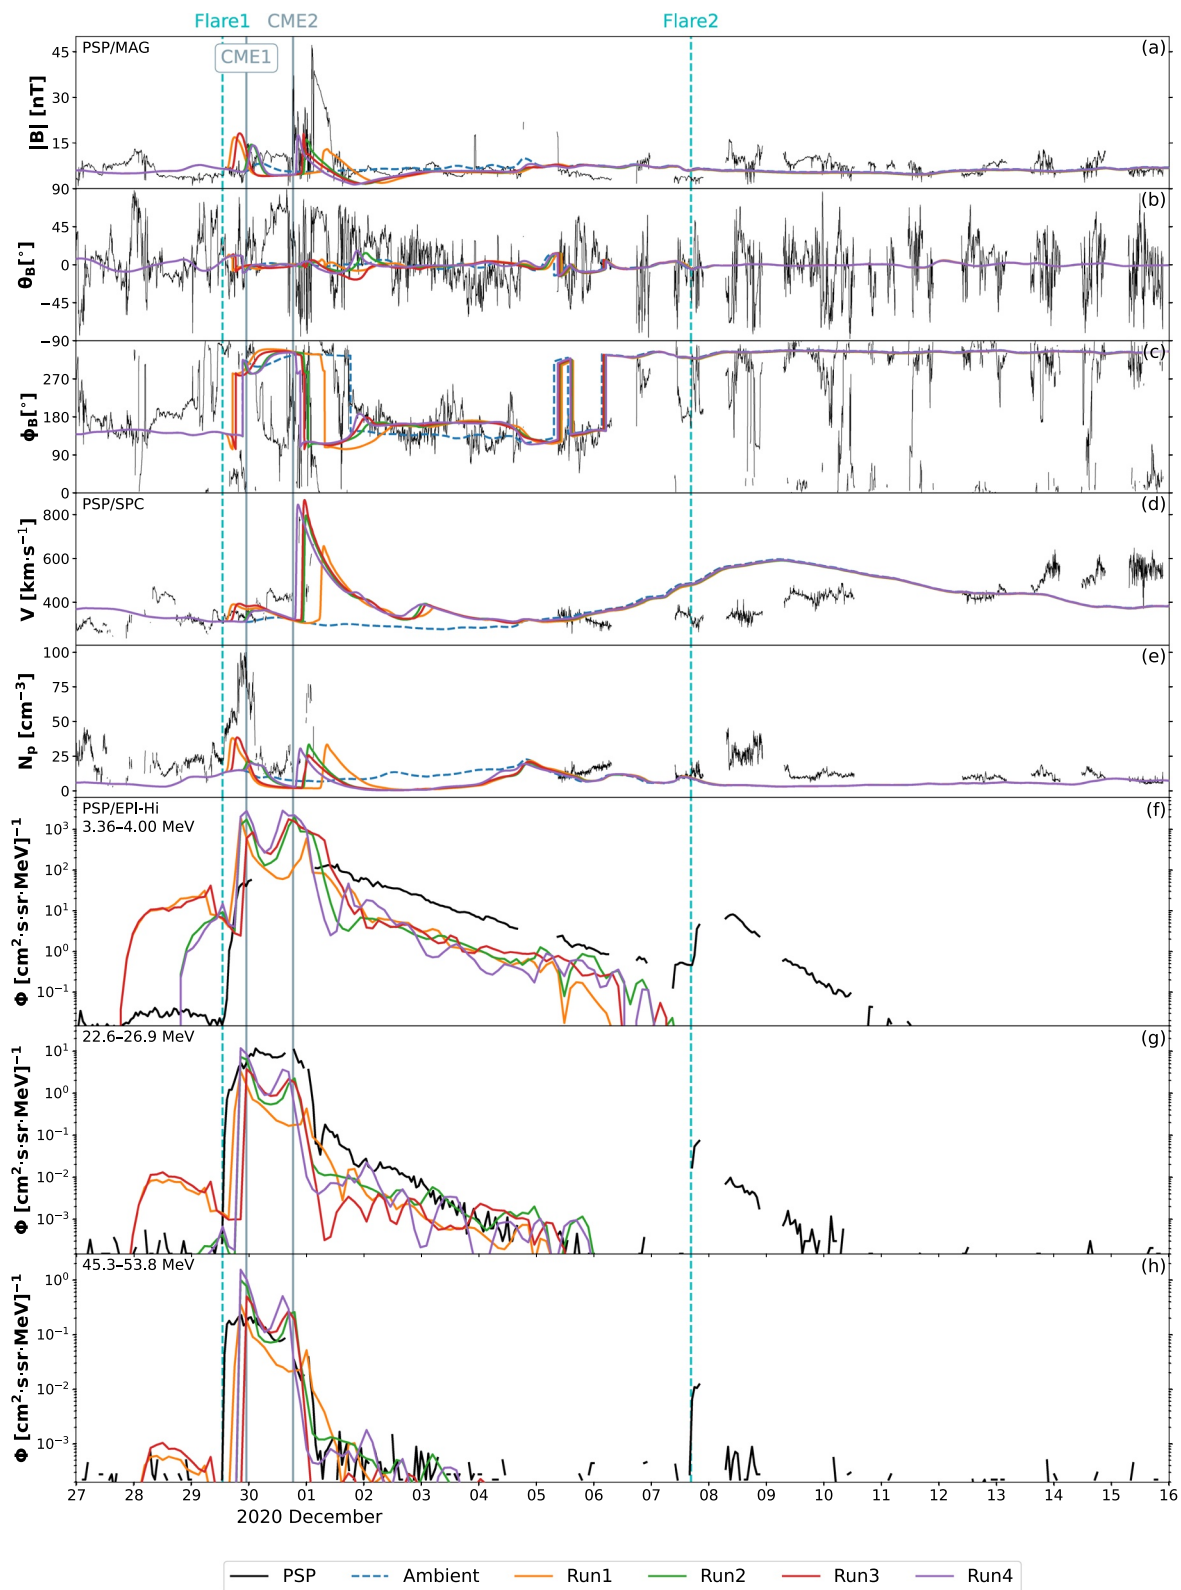 Flare1 CME2 Flare2
CME1
PSP/MAG (a)
|B| [nT]
45
30
15
90
(b)
θB[°]
45
0
−45
−90
(c)
ϕB[°]
270
180
90
0
PSP/SPC (d)
V [km·s⁻¹]
800
600
400
(e)
Np [cm⁻³]
100
75
50
25
0
PSP/EPI-Hi (f)
3.36–4.00 MeV
Φ [cm²·s·sr·MeV]⁻¹
10³
10²
10¹
10⁰
10⁻¹
22.6–26.9 MeV (g)
Φ [cm²·s·sr·MeV]⁻¹
10¹
10⁰
10⁻¹
10⁻²
10⁻³
45.3–53.8 MeV (h)
Φ [cm²·s·sr·MeV]⁻¹
10⁰
10⁻¹
10⁻²
10⁻³
27 28 29 30 01 02 03 04 05 06 07 08 09 10 11 12 13 14 15 16
2020 December
PSP Ambient Run1 Run2 Run3 Run4